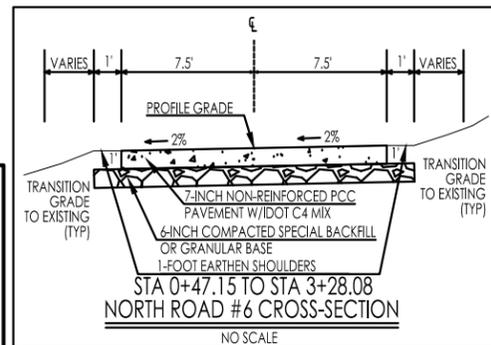 ℄
VARIES 1' 7.5' 7.5' 1' VARIES
PROFILE GRADE
2% 2%
1' 1'
TRANSITION
GRADE
TO EXISTING
(TYP)
TRANSITION
GRADE
TO EXISTING
(TYP)
7-INCH NON-REINFORCED PCC
PAVEMENT W/IDOT C4 MIX
6-INCH COMPACTED SPECIAL BACKFILL
OR GRANULAR BASE
1-FOOT EARTHEN SHOULDERS
STA 0+47.15 TO STA 3+28.08
NORTH ROAD #6 CROSS-SECTION
NO SCALE